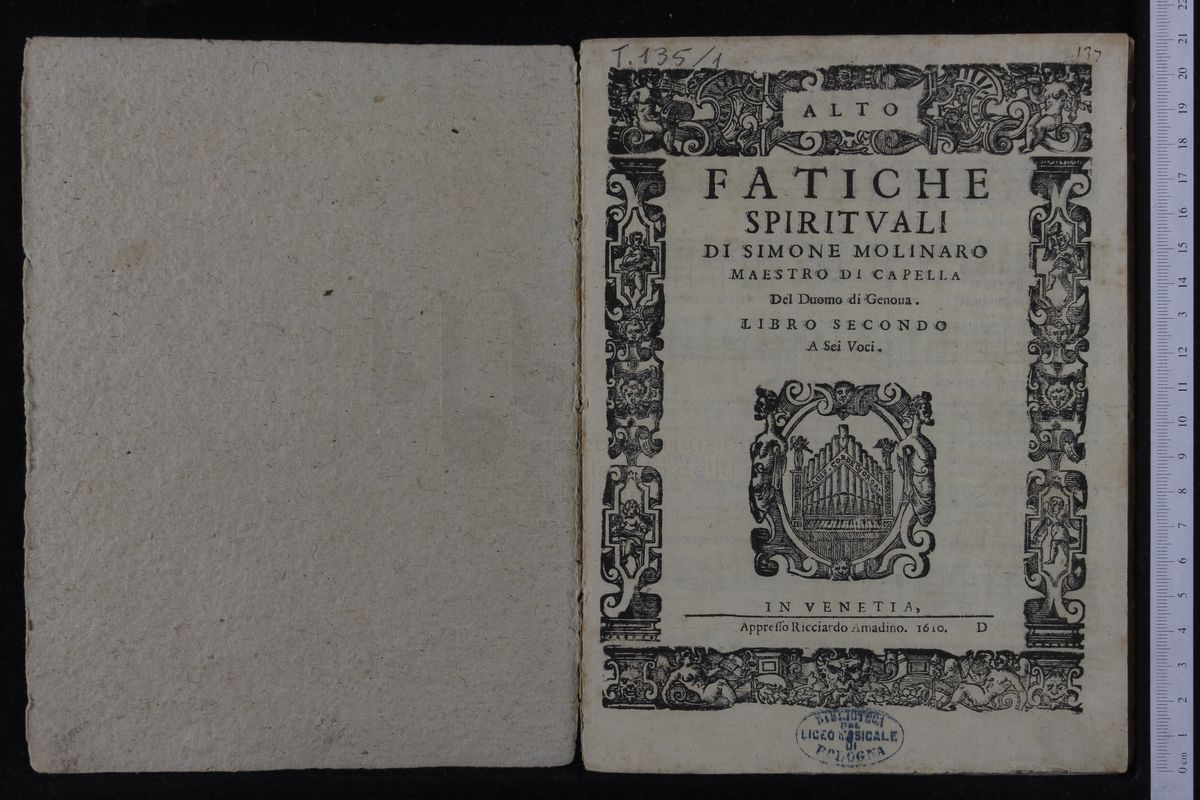 T. 135/1
137
ALTO
FATICHE
SPIRITVALI
DI SIMONE MOLINARO
MAESTRO DI CAPELLA
Del Duomo di Genoua.
LIBRO SECONDO
A Sei Voci.
IN VENETIA,
Appreſſo Ricciardo Amadino. 1610. D
BIBLIOTECA
DEL
LICEO MUSICALE
DI
BOLOGNA